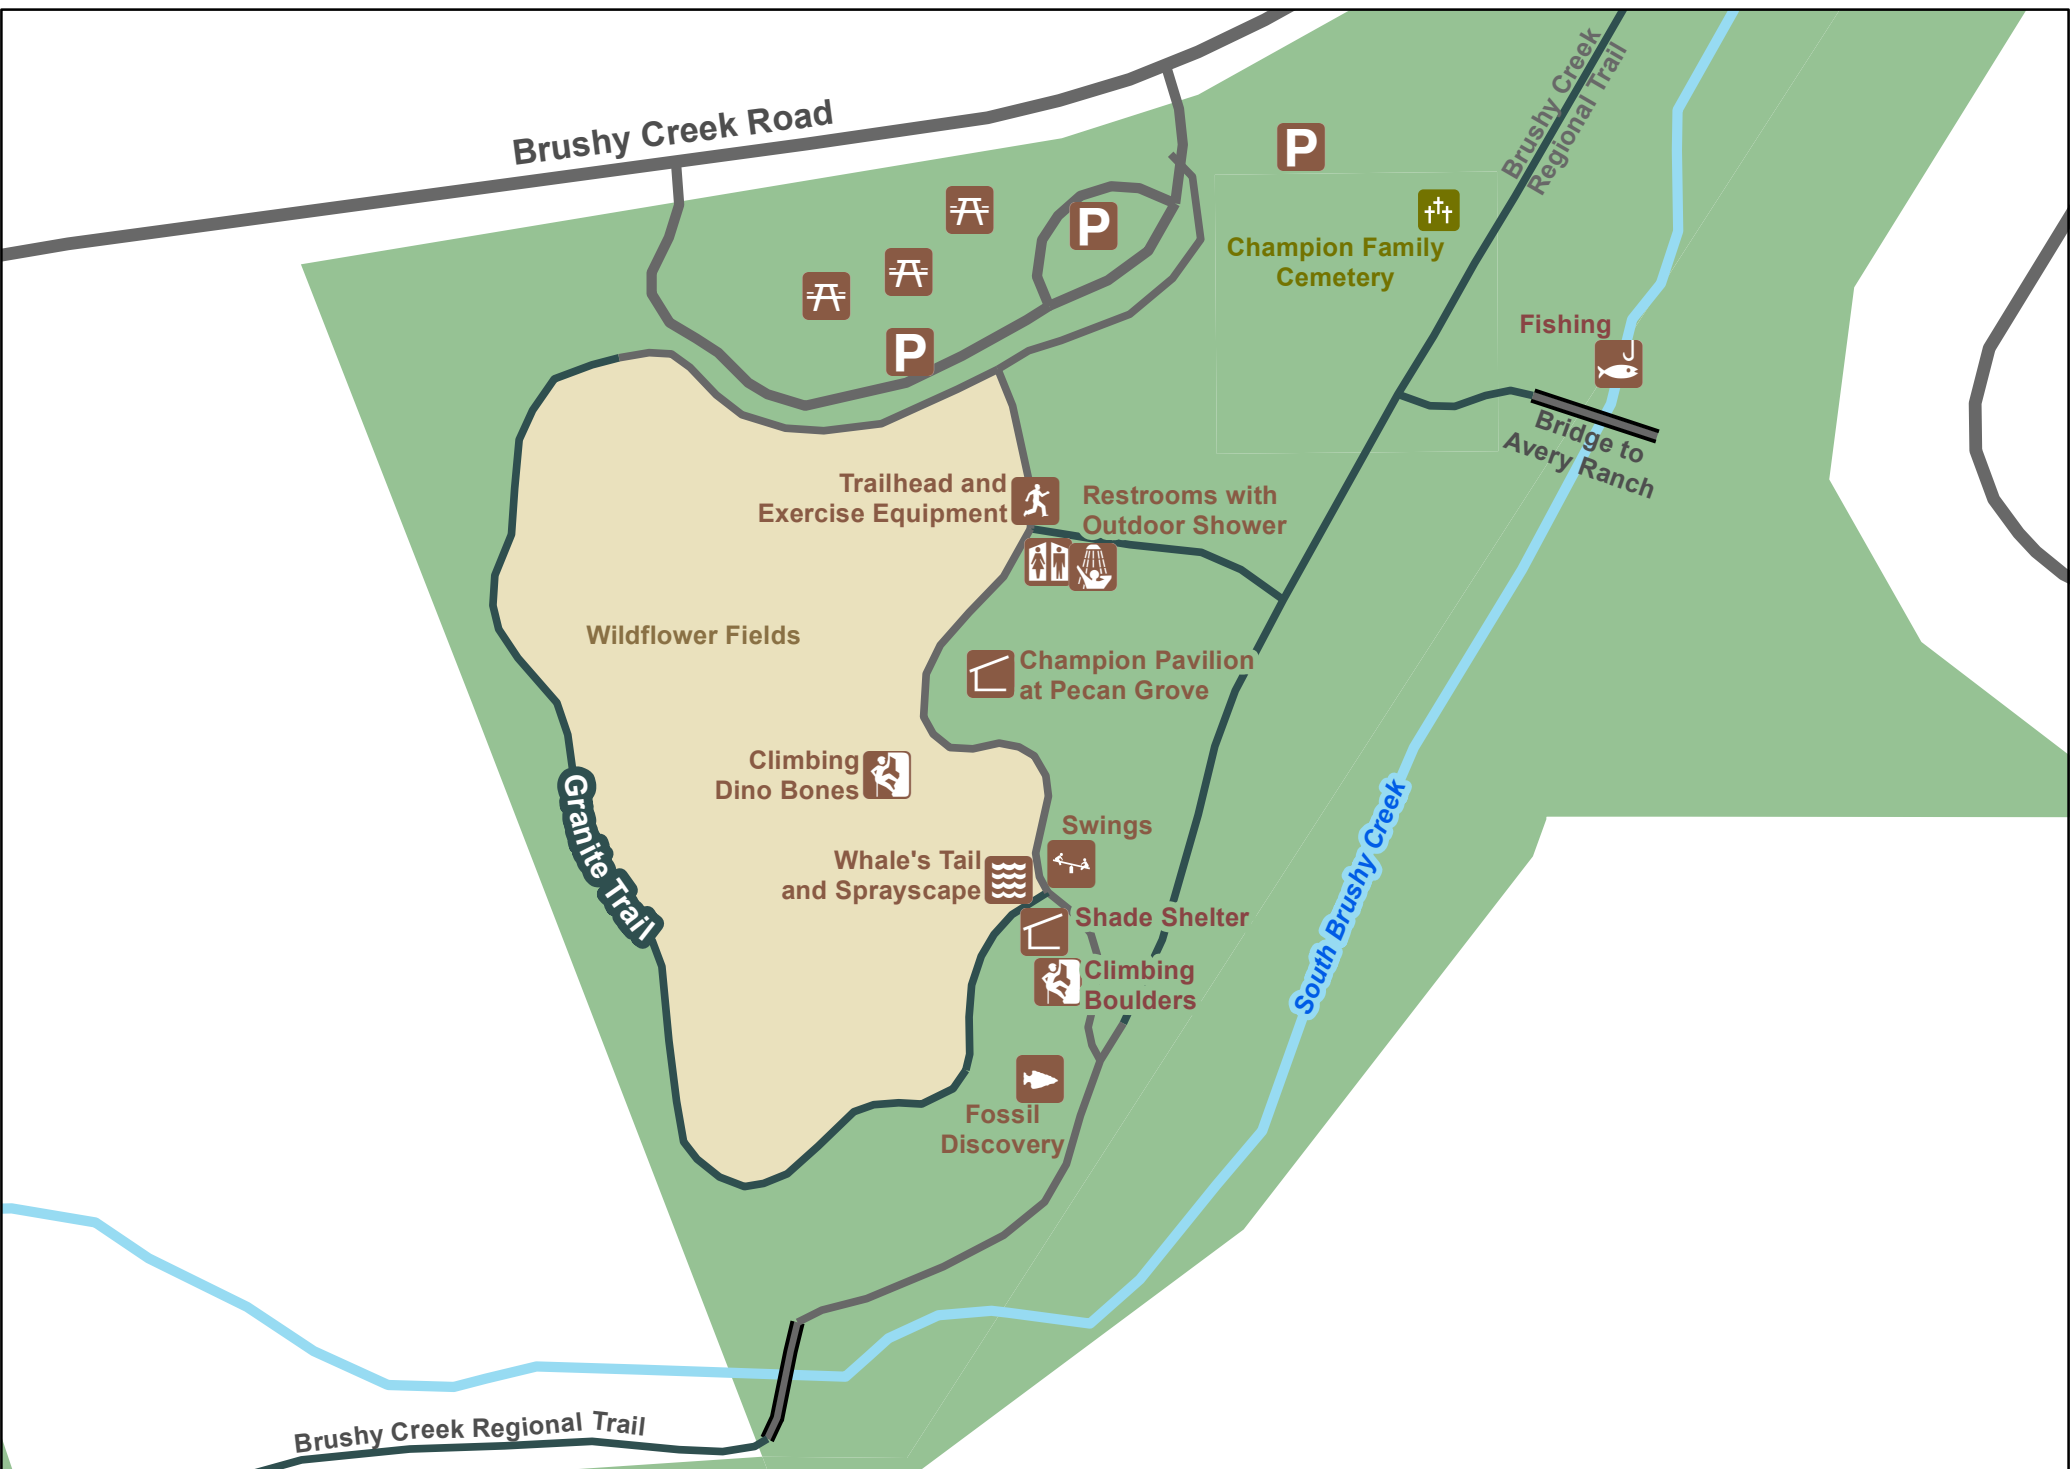 Brushy Creek Road
Brushy Creek
Regional Trail
P
P
Champion Family
Cemetery
P
Fishing
Bridge to
Avery Ranch
Trailhead and
Exercise Equipment
Restrooms with
Outdoor Shower
Wildflower Fields
Champion Pavilion
at Pecan Grove
Climbing
Dino Bones
Granite Trail
Swings
Whale's Tail
and Sprayscape
Shade Shelter
South Brushy Creek
Climbing
Boulders
Fossil
Discovery
Brushy Creek Regional Trail